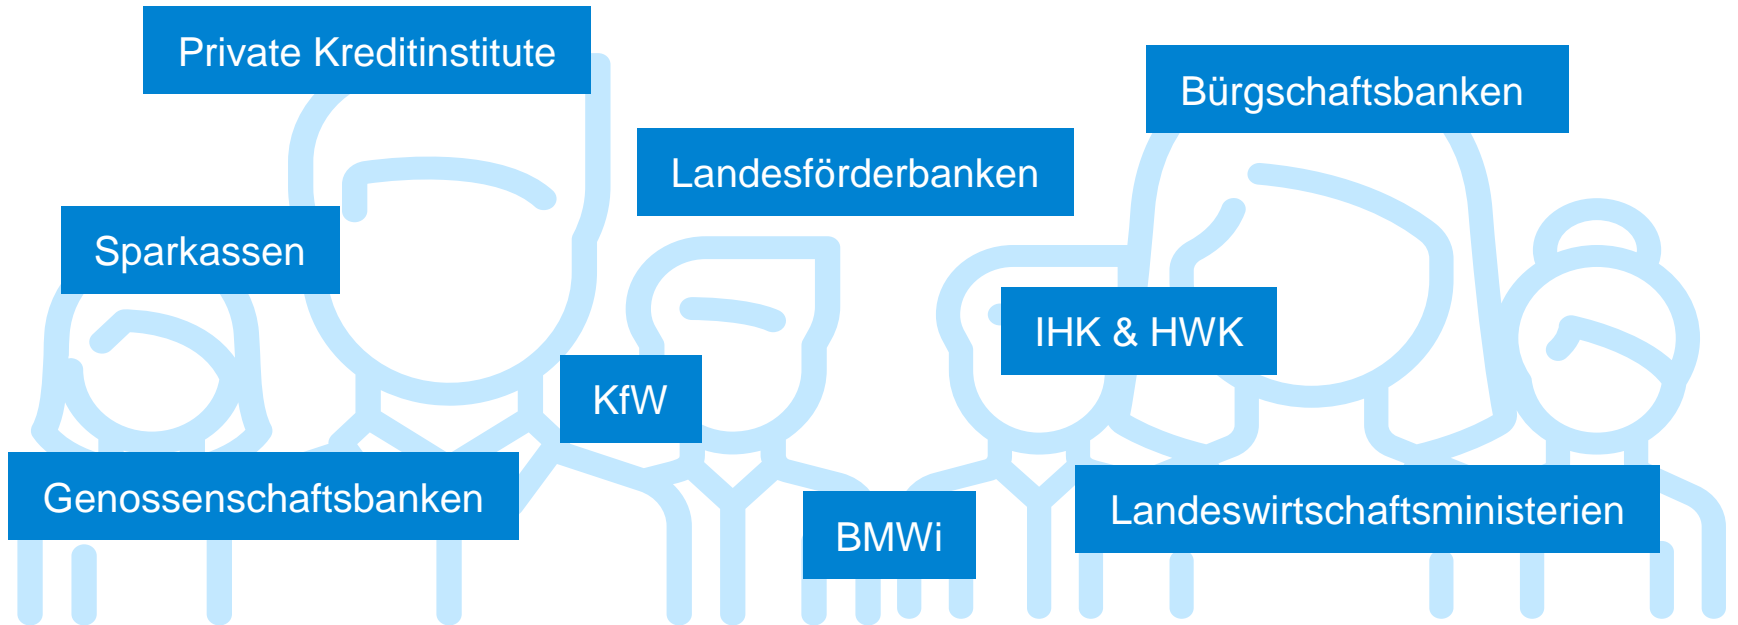 Private Kreditinstitute
Bürgschaftsbanken
Landesförderbanken
Sparkassen
IHK & HWK
KfW
Genossenschaftsbanken
Landeswirtschaftsministerien
BMWi